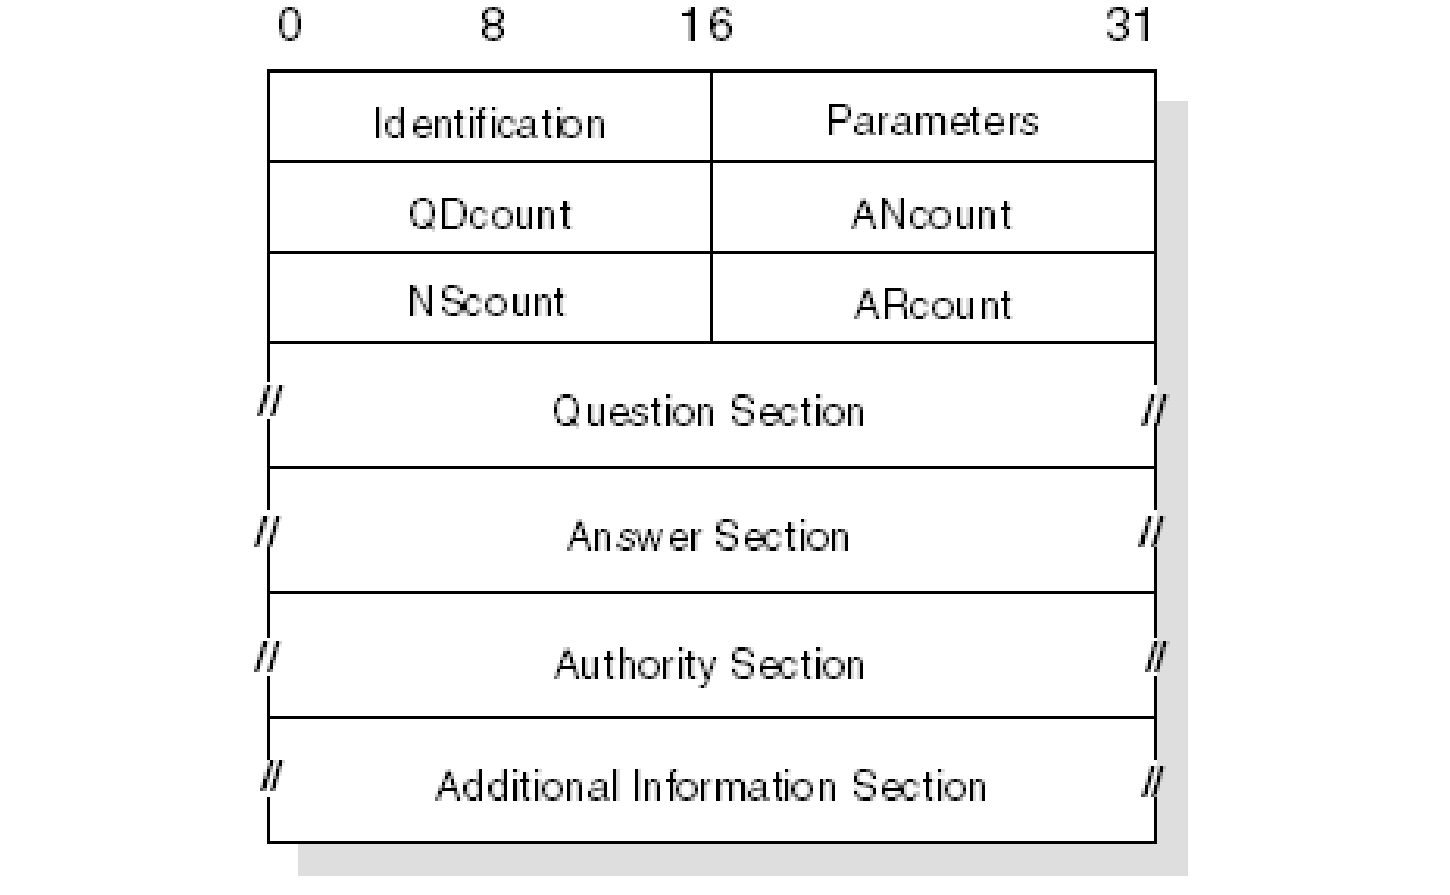 0 8 16 31
Identification Parameters
QDcount ANcount
NScount ARcount
// Question Section //
// Answer Section //
// Authority Section //
// Additional Information Section //